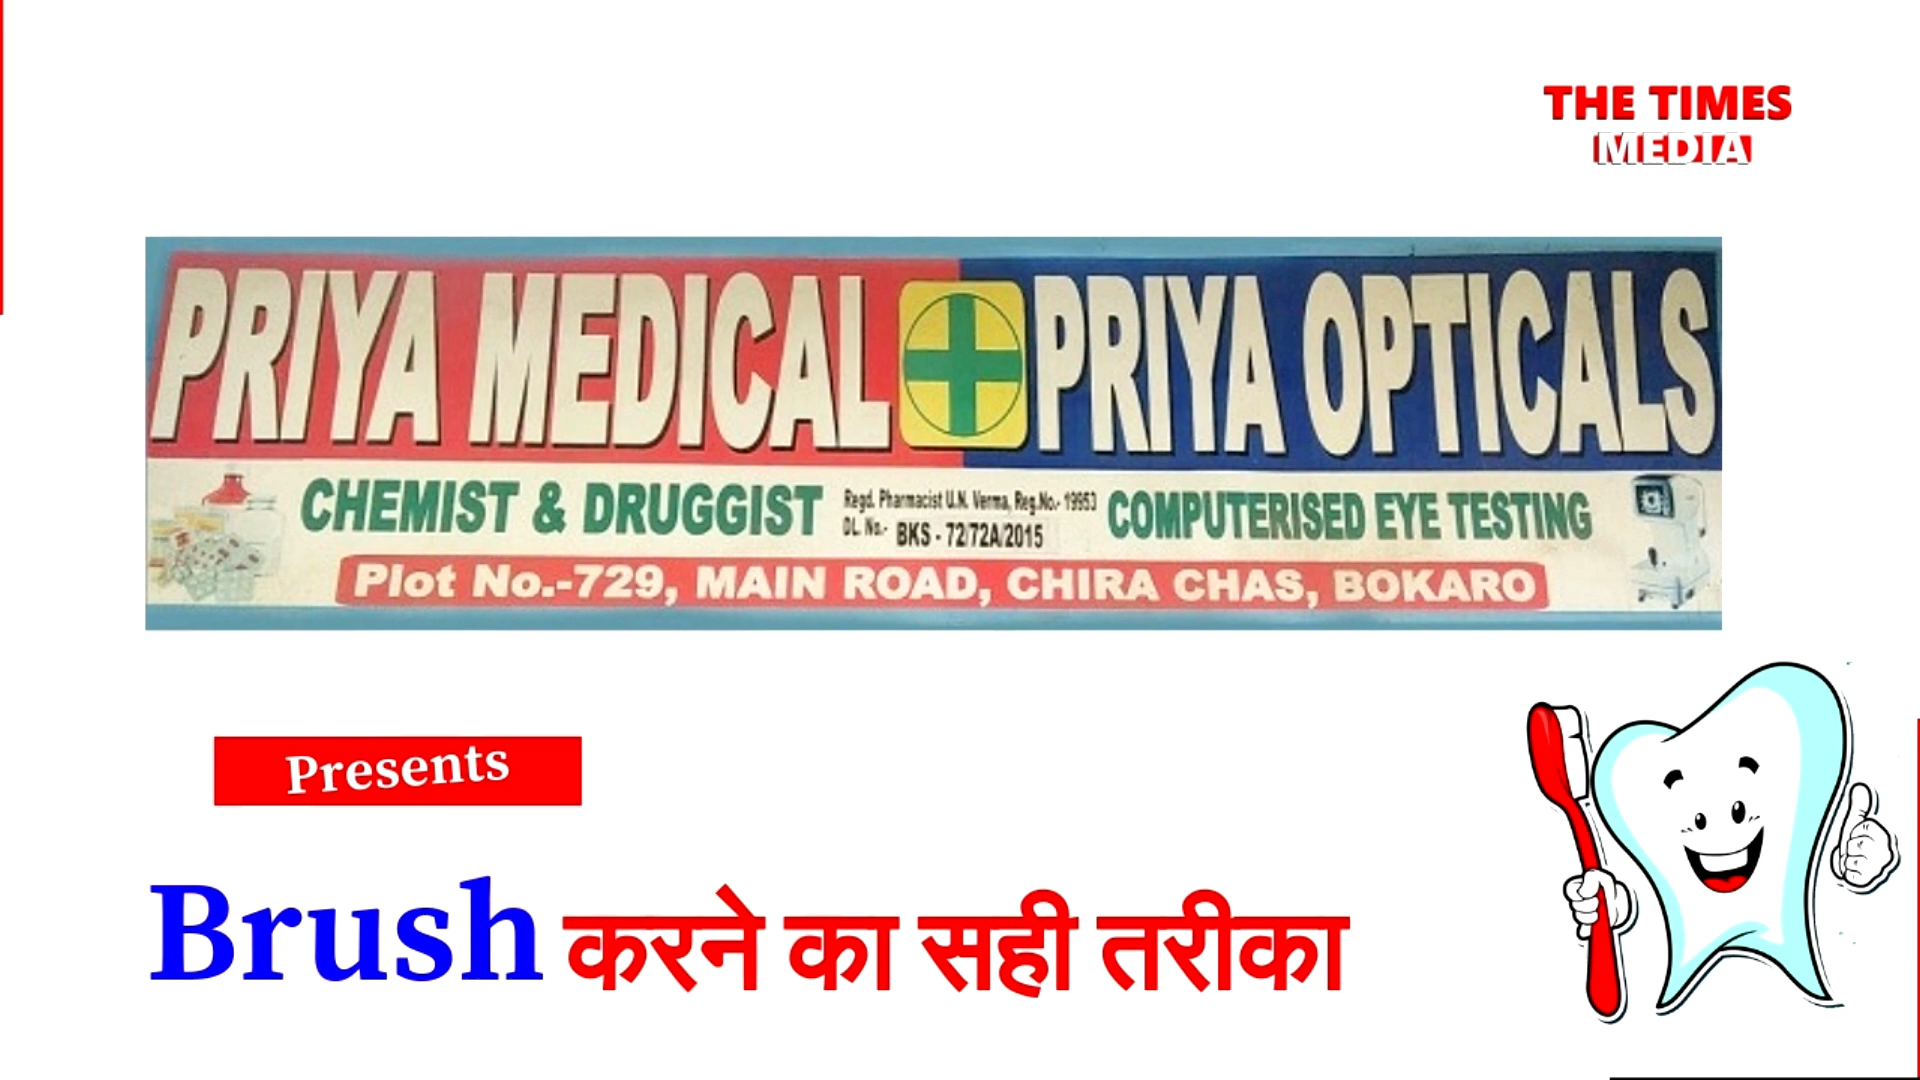 THE TIMES
MEDIA
PRIYA MEDICAL PRIYA OPTICALS
CHEMIST & DRUGGIST
Regd. Pharmacist U.N. Verma, Reg.No.- 19953
DL. No.- BKS - 72/72A/2015
COMPUTERISED EYE TESTING
Plot No.-729, MAIN ROAD, CHIRA CHAS, BOKARO
Presents
Brush करने का सही तरीका